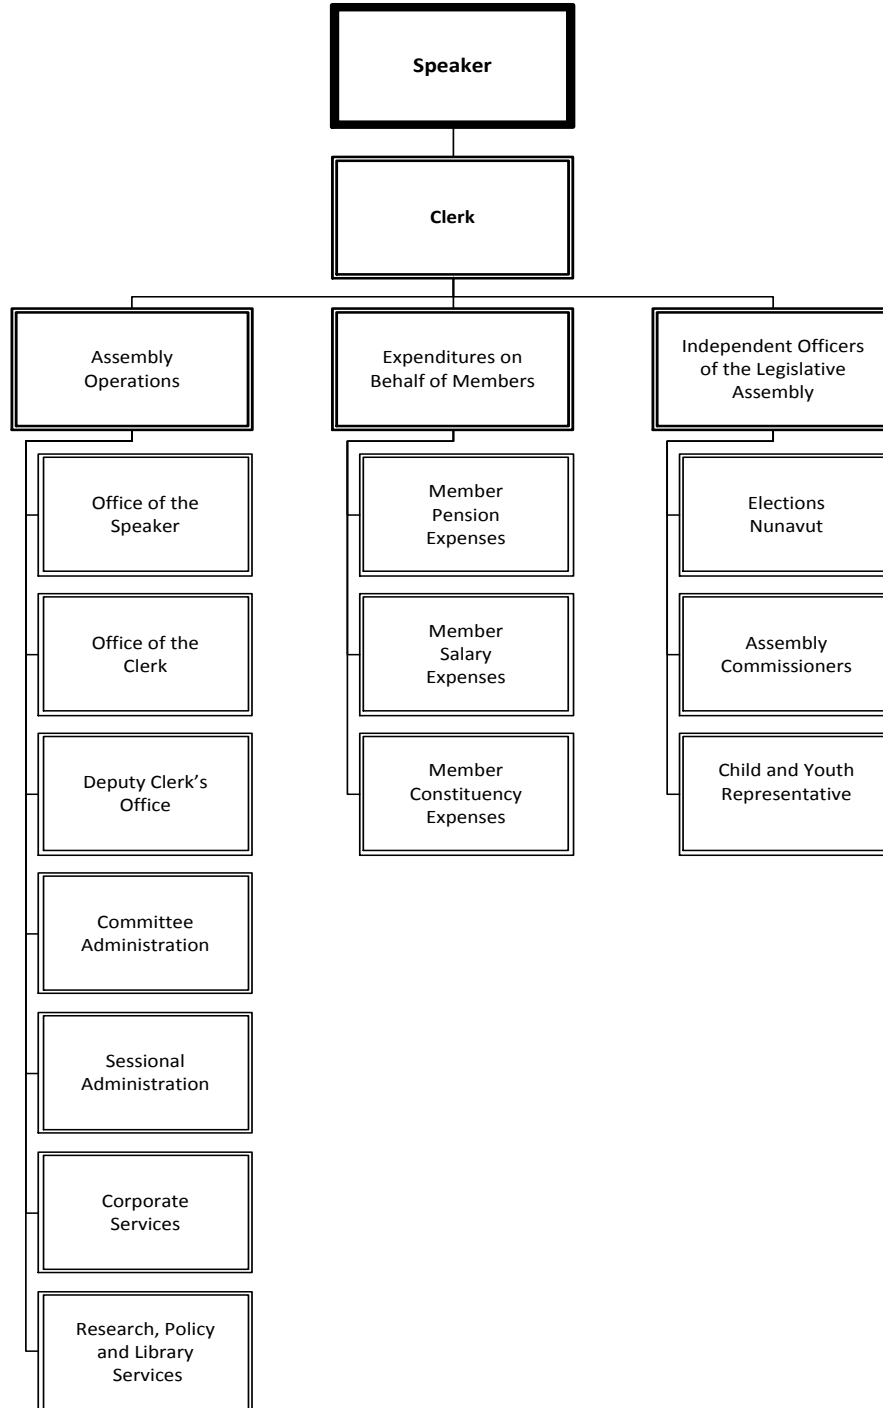 Speaker
Clerk
Assembly
Operations
Expenditures on
Behalf of Members
Independent Officers
of the Legislative
Assembly
Office of the
Speaker
Office of the
Clerk
Deputy Clerk’s
Office
Committee
Administration
Sessional
Administration
Corporate
Services
Research, Policy
and Library
Services
Member
Pension
Expenses
Member
Salary
Expenses
Member
Constituency
Expenses
Elections
Nunavut
Assembly
Commissioners
Child and Youth
Representative